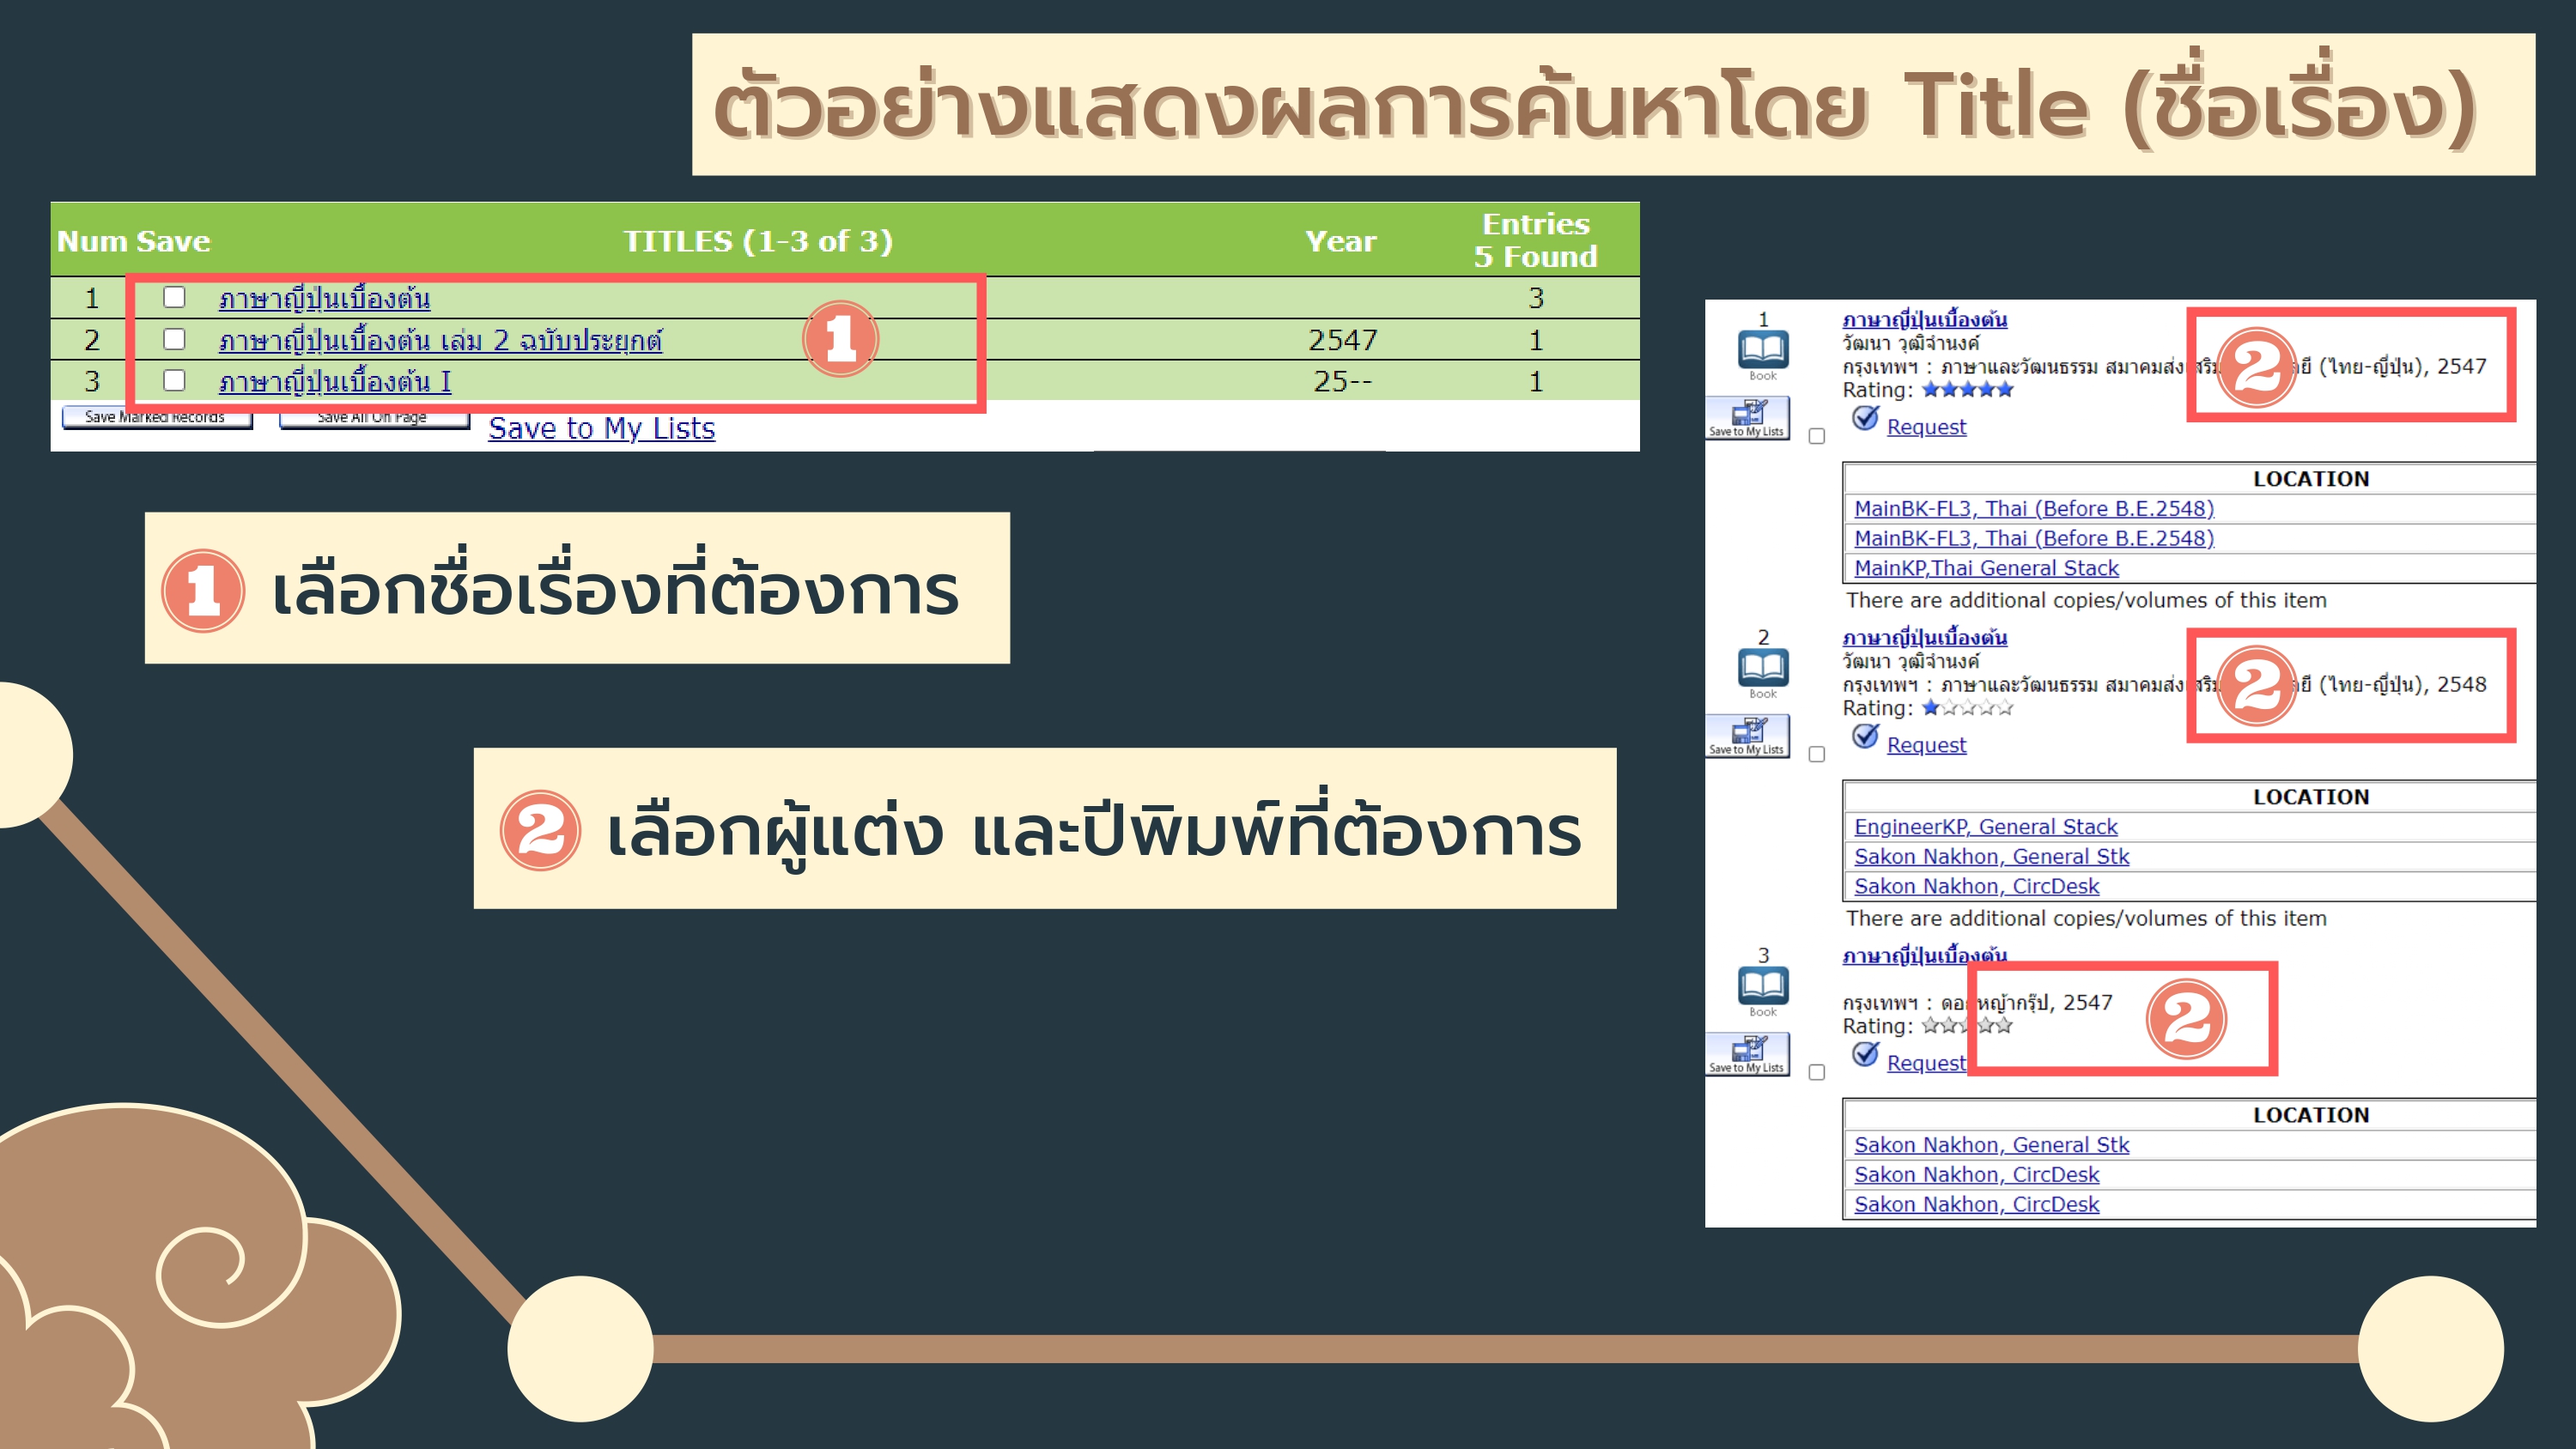 ตัวอย่างแสดงผลการค้นหาโดย Title (ชื่อเรื่อง)
Num Save TITLES (1-3 of 3) Year Entries 5 Found
1 ภาษาญี่ปุ่นเบื้องต้น 3
2 ภาษาญี่ปุ่นเบื้องต้น เล่ม 2 ฉบับประยุกต์ 2547 1
3 ภาษาญี่ปุ่นเบื้องต้น I 25-- 1
1
Save Marked Records Save All On Page Save to My Lists
1 เลือกชื่อเรื่องที่ต้องการ
2 เลือกผู้แต่ง และปีพิมพ์ที่ต้องการ
1 ภาษาญี่ปุ่นเบื้องต้น
วัฒนา วุฒิจำนงค์
กรุงเทพฯ : ภาษาและวัฒนธรรม สมาคมส่งเสริม 2 ยี (ไทย-ญี่ปุ่น), 2547
Book
Rating:
Save to My Lists Request
LOCATION
MainBK-FL3, Thai (Before B.E.2548)
MainBK-FL3, Thai (Before B.E.2548)
MainKP,Thai General Stack
There are additional copies/volumes of this item
2 ภาษาญี่ปุ่นเบื้องต้น
วัฒนา วุฒิจำนงค์
กรุงเทพฯ : ภาษาและวัฒนธรรม สมาคมส่งเสริม 2 ยี (ไทย-ญี่ปุ่น), 2548
Book
Rating:
Save to My Lists Request
LOCATION
EngineerKP, General Stack
Sakon Nakhon, General Stk
Sakon Nakhon, CircDesk
There are additional copies/volumes of this item
3 ภาษาญี่ปุ่นเบื้องต้น
กรุงเทพฯ : ดอกหญ้ากรุ๊ป, 2547 2
Book
Rating:
Save to My Lists Request
LOCATION
Sakon Nakhon, General Stk
Sakon Nakhon, CircDesk
Sakon Nakhon, CircDesk